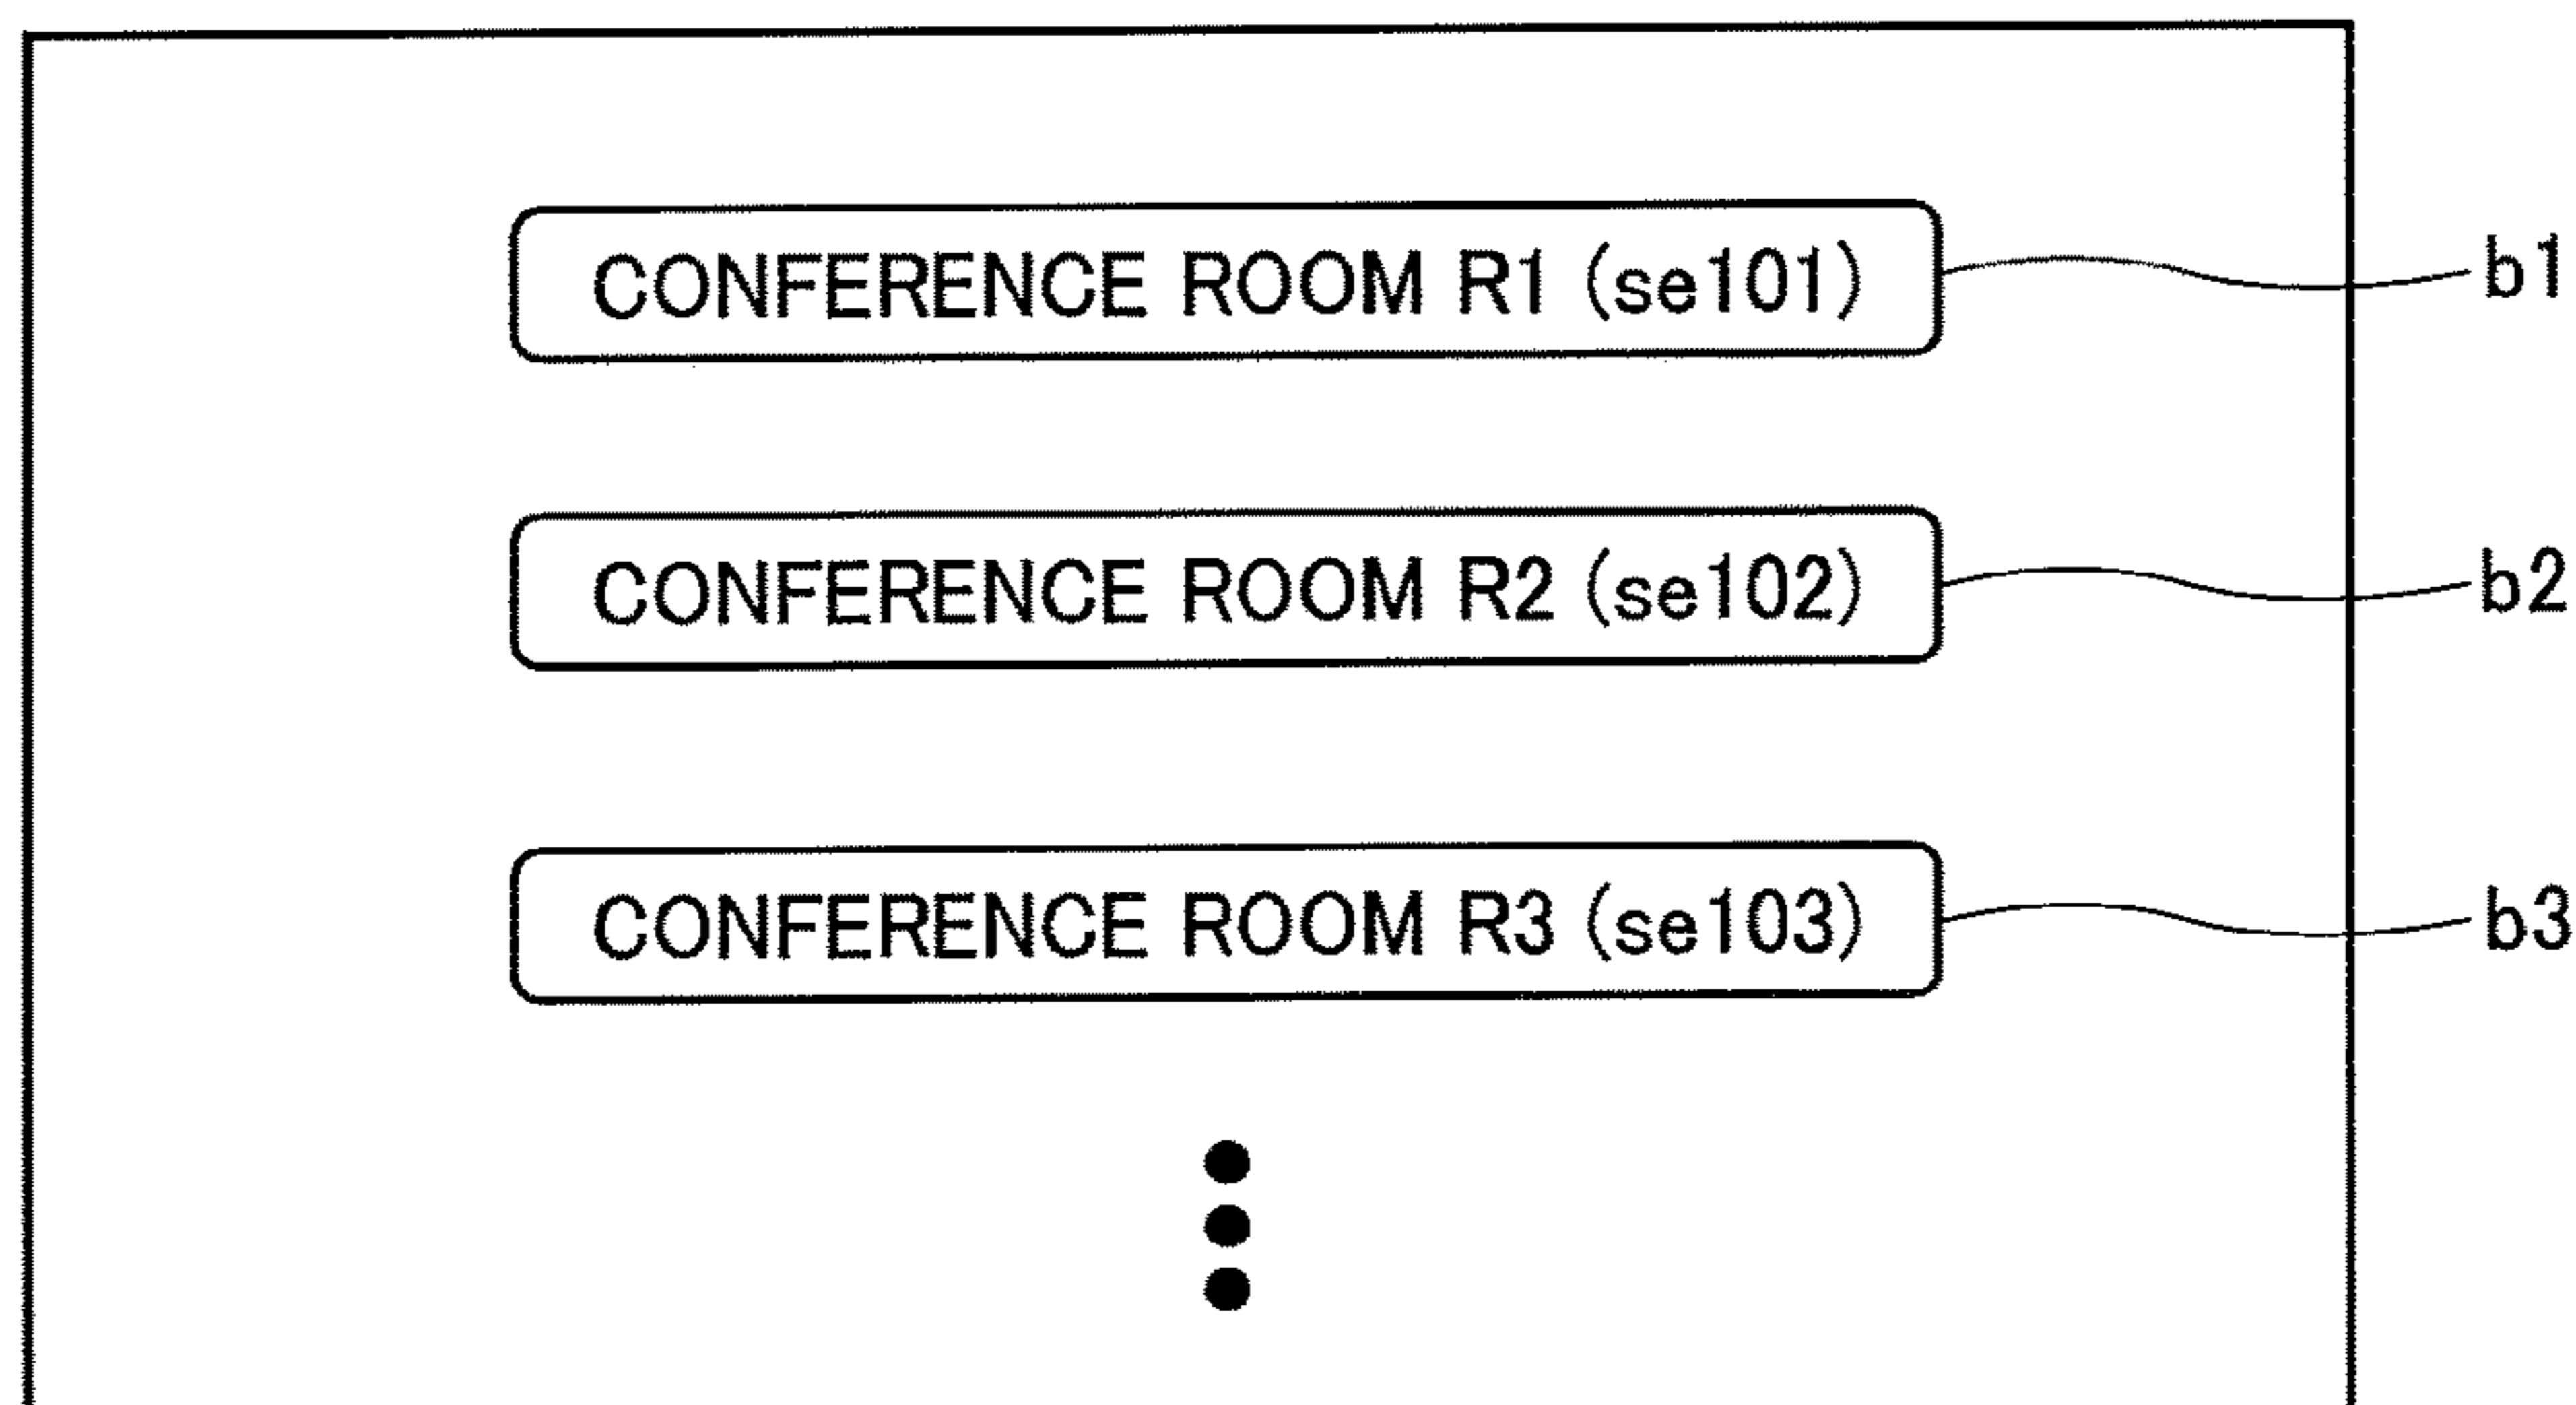 CONFERENCE ROOM R1 (se101) b1
CONFERENCE ROOM R2 (se102) b2
CONFERENCE ROOM R3 (se103) b3